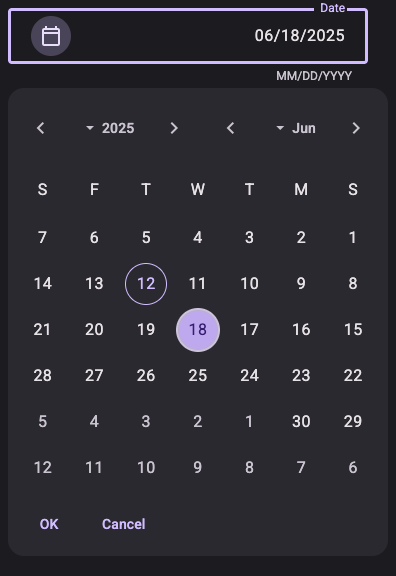 Date
06/18/2025
MM/DD/YYYY
2025 Jun
S F T W T M S
7 6 5 4 3 2 1
14 13 12 11 10 9 8
21 20 19 18 17 16 15
28 27 26 25 24 23 22
5 4 3 2 1 30 29
12 11 10 9 8 7 6
OK Cancel